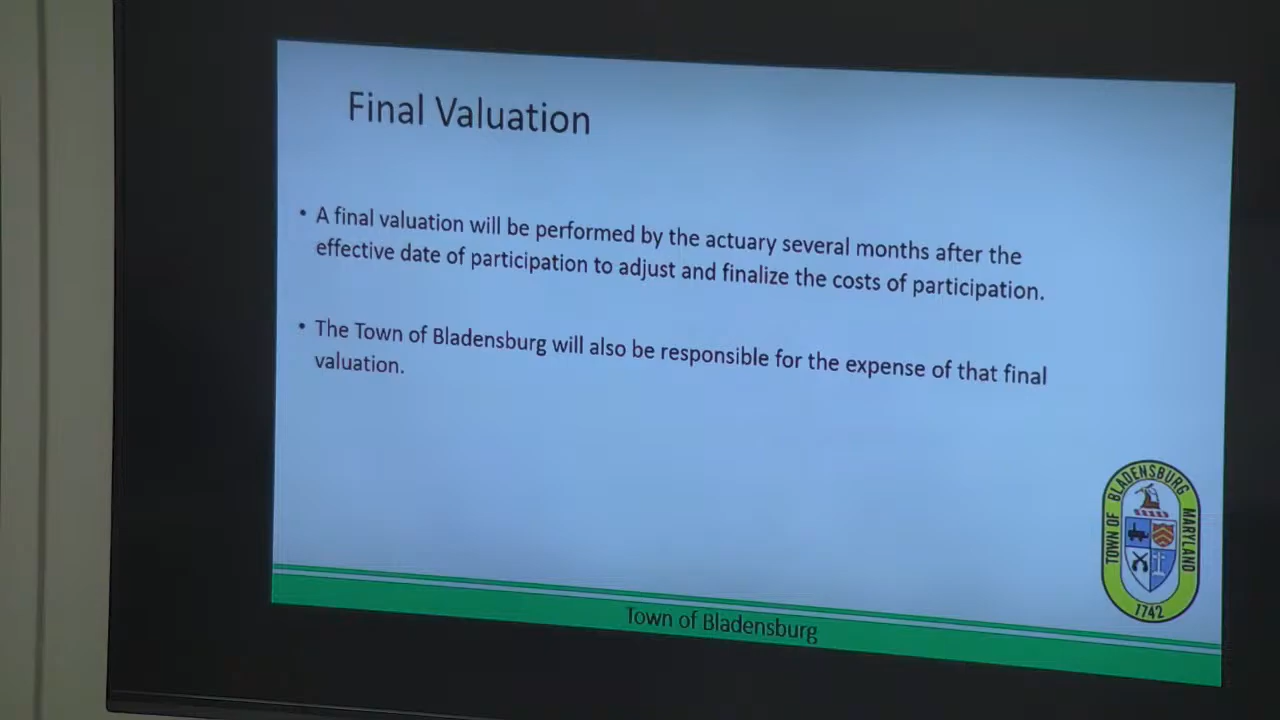 Final Valuation
• A final valuation will be performed by the actuary several months after the
effective date of participation to adjust and finalize the costs of participation.
• The Town of Bladensburg will also be responsible for the expense of that final
valuation.
TOWN OF BLADENSBURG MARYLAND
1742
Town of Bladensburg